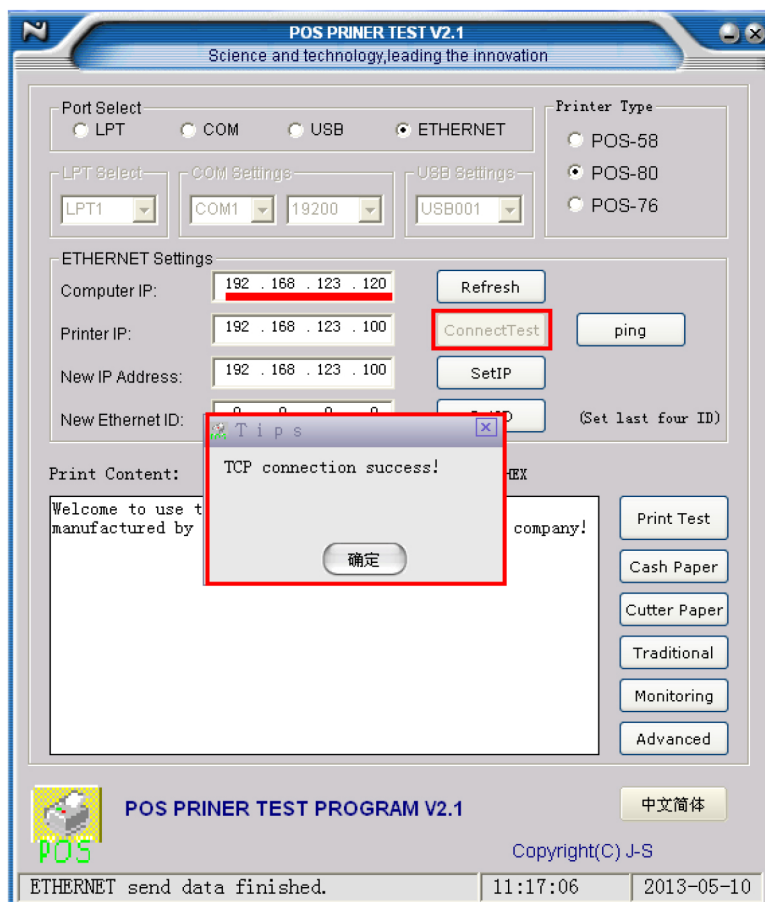 POS PRINER TEST V2.1
Science and technology,leading the innovation
Port Select
LPT COM USB ETHERNET
Printer Type
POS-58
POS-80
POS-76
LPT Select
LPT1
COM Settings
COM1 19200
USB Settings
USB001
ETHERNET Settings
Computer IP: 192 . 168 . 123 . 120 Refresh
Printer IP: 192 . 168 . 123 . 100 ConnectTest ping
New IP Address: 192 . 168 . 123 . 100 SetIP
New Ethernet ID: (Set last four ID)
Tips
TCP connection success!
确定
Print Content: HEX
Welcome to use t
manufactured by company!
Print Test
Cash Paper
Cutter Paper
Traditional
Monitoring
Advanced
POS
POS PRINER TEST PROGRAM V2.1
中文简体
Copyright(C) J-S
ETHERNET send data finished. 11:17:06 2013-05-10